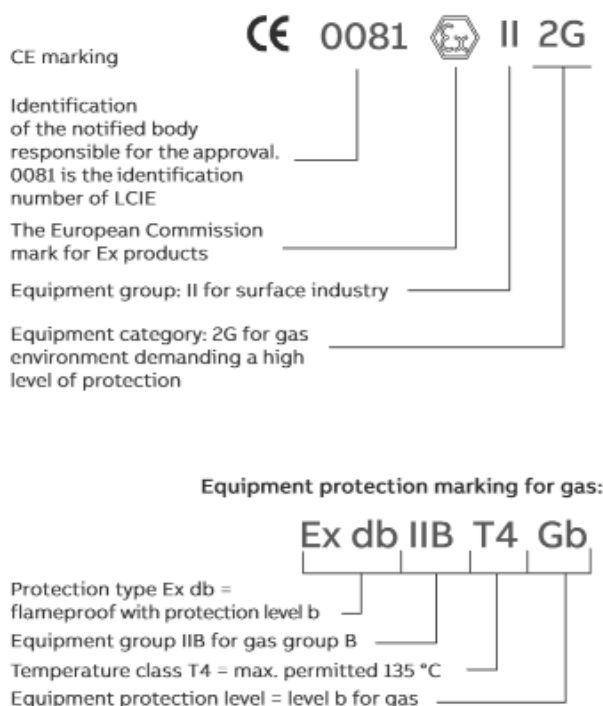 CE 0081 Ex II 2G
CE marking
Identification
of the notified body
responsible for the approval.
0081 is the identification
number of LCIE
The European Commission
mark for Ex products
Equipment group: II for surface industry
Equipment category: 2G for gas
environment demanding a high
level of protection
Equipment protection marking for gas:
Ex db IIB T4 Gb
Protection type Ex db =
flameproof with protection level b
Equipment group IIB for gas group B
Temperature class T4 = max. permitted 135 °C
Equipment protection level = level b for gas